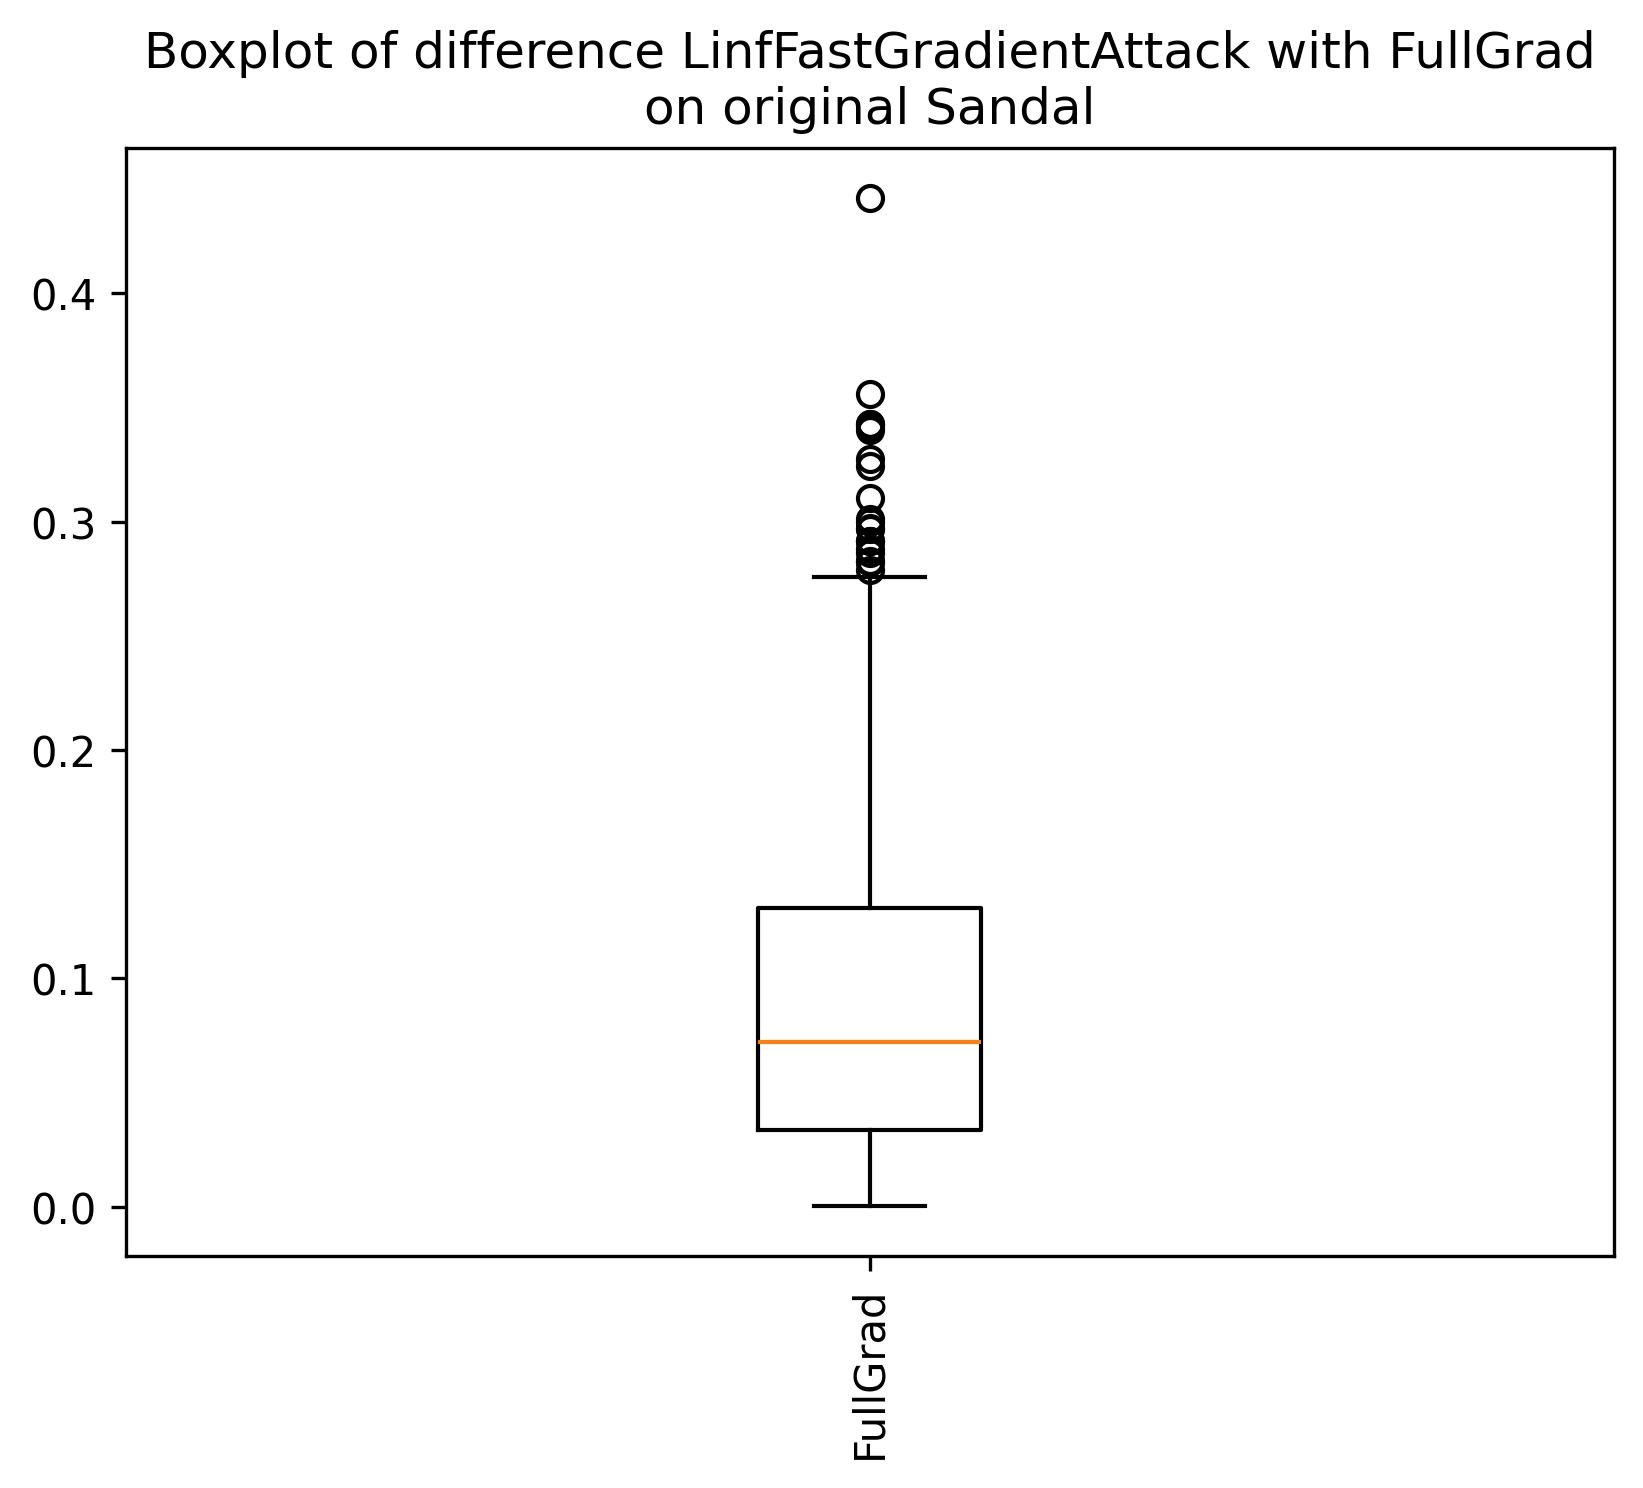 Boxplot of difference LinfFastGradientAttack with FullGrad
on original Sandal
0.4
0.3
0.2
0.1
0.0
FullGrad